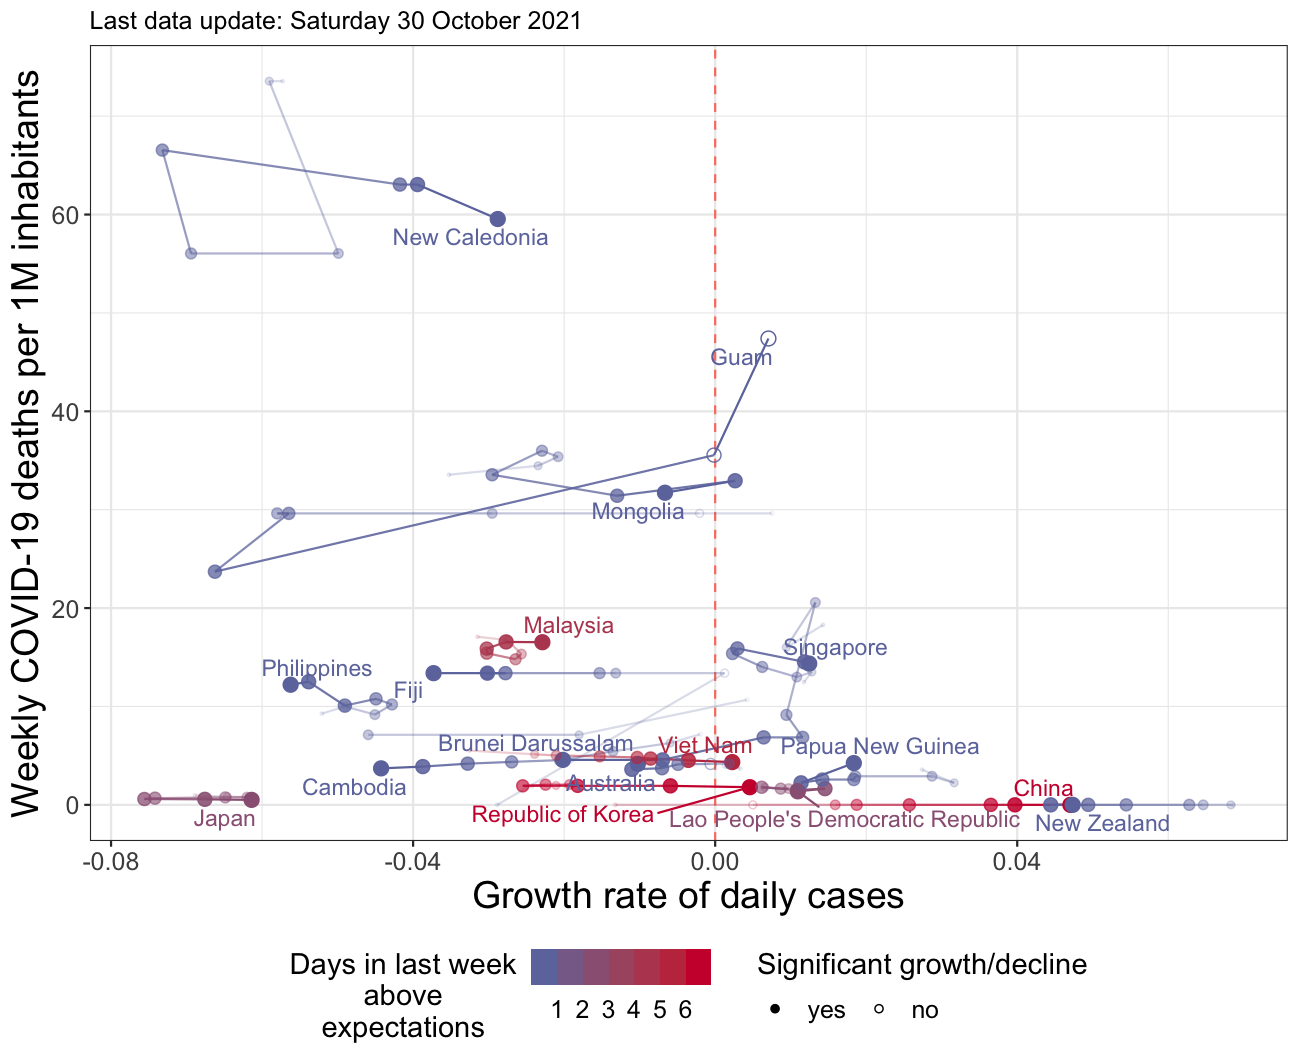 Last data update: Saturday 30 October 2021
Weekly COVID-19 deaths per 1M inhabitants
60
40
20
0
New Caledonia
Guam
Mongolia
Malaysia
Philippines
Fiji
Singapore
Brunei Darussalam
Viet Nam
Papua New Guinea
Cambodia
Australia
China
Japan
Republic of Korea
Lao People's Democratic Republic
New Zealand
-0.08
-0.04
0.00
0.04
Growth rate of daily cases
Days in last week
above
expectations
1 2 3 4 5 6
Significant growth/decline
yes no